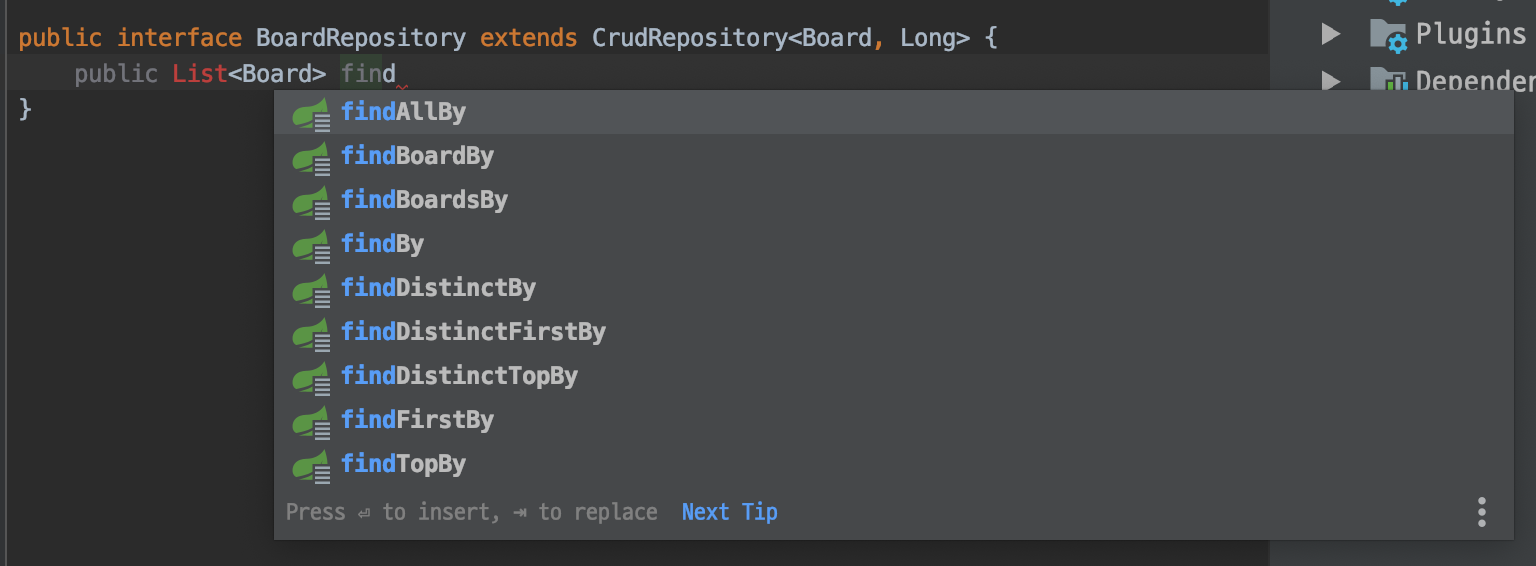 public interface BoardRepository extends CrudRepository<Board, Long> {
public List<Board> find
}
findAllBy
findBoardBy
findBoardsBy
findBy
findDistinctBy
findDistinctFirstBy
findDistinctTopBy
findFirstBy
findTopBy
Press ⏎ to insert, ⇥ to replace Next Tip
Plugins
Depender